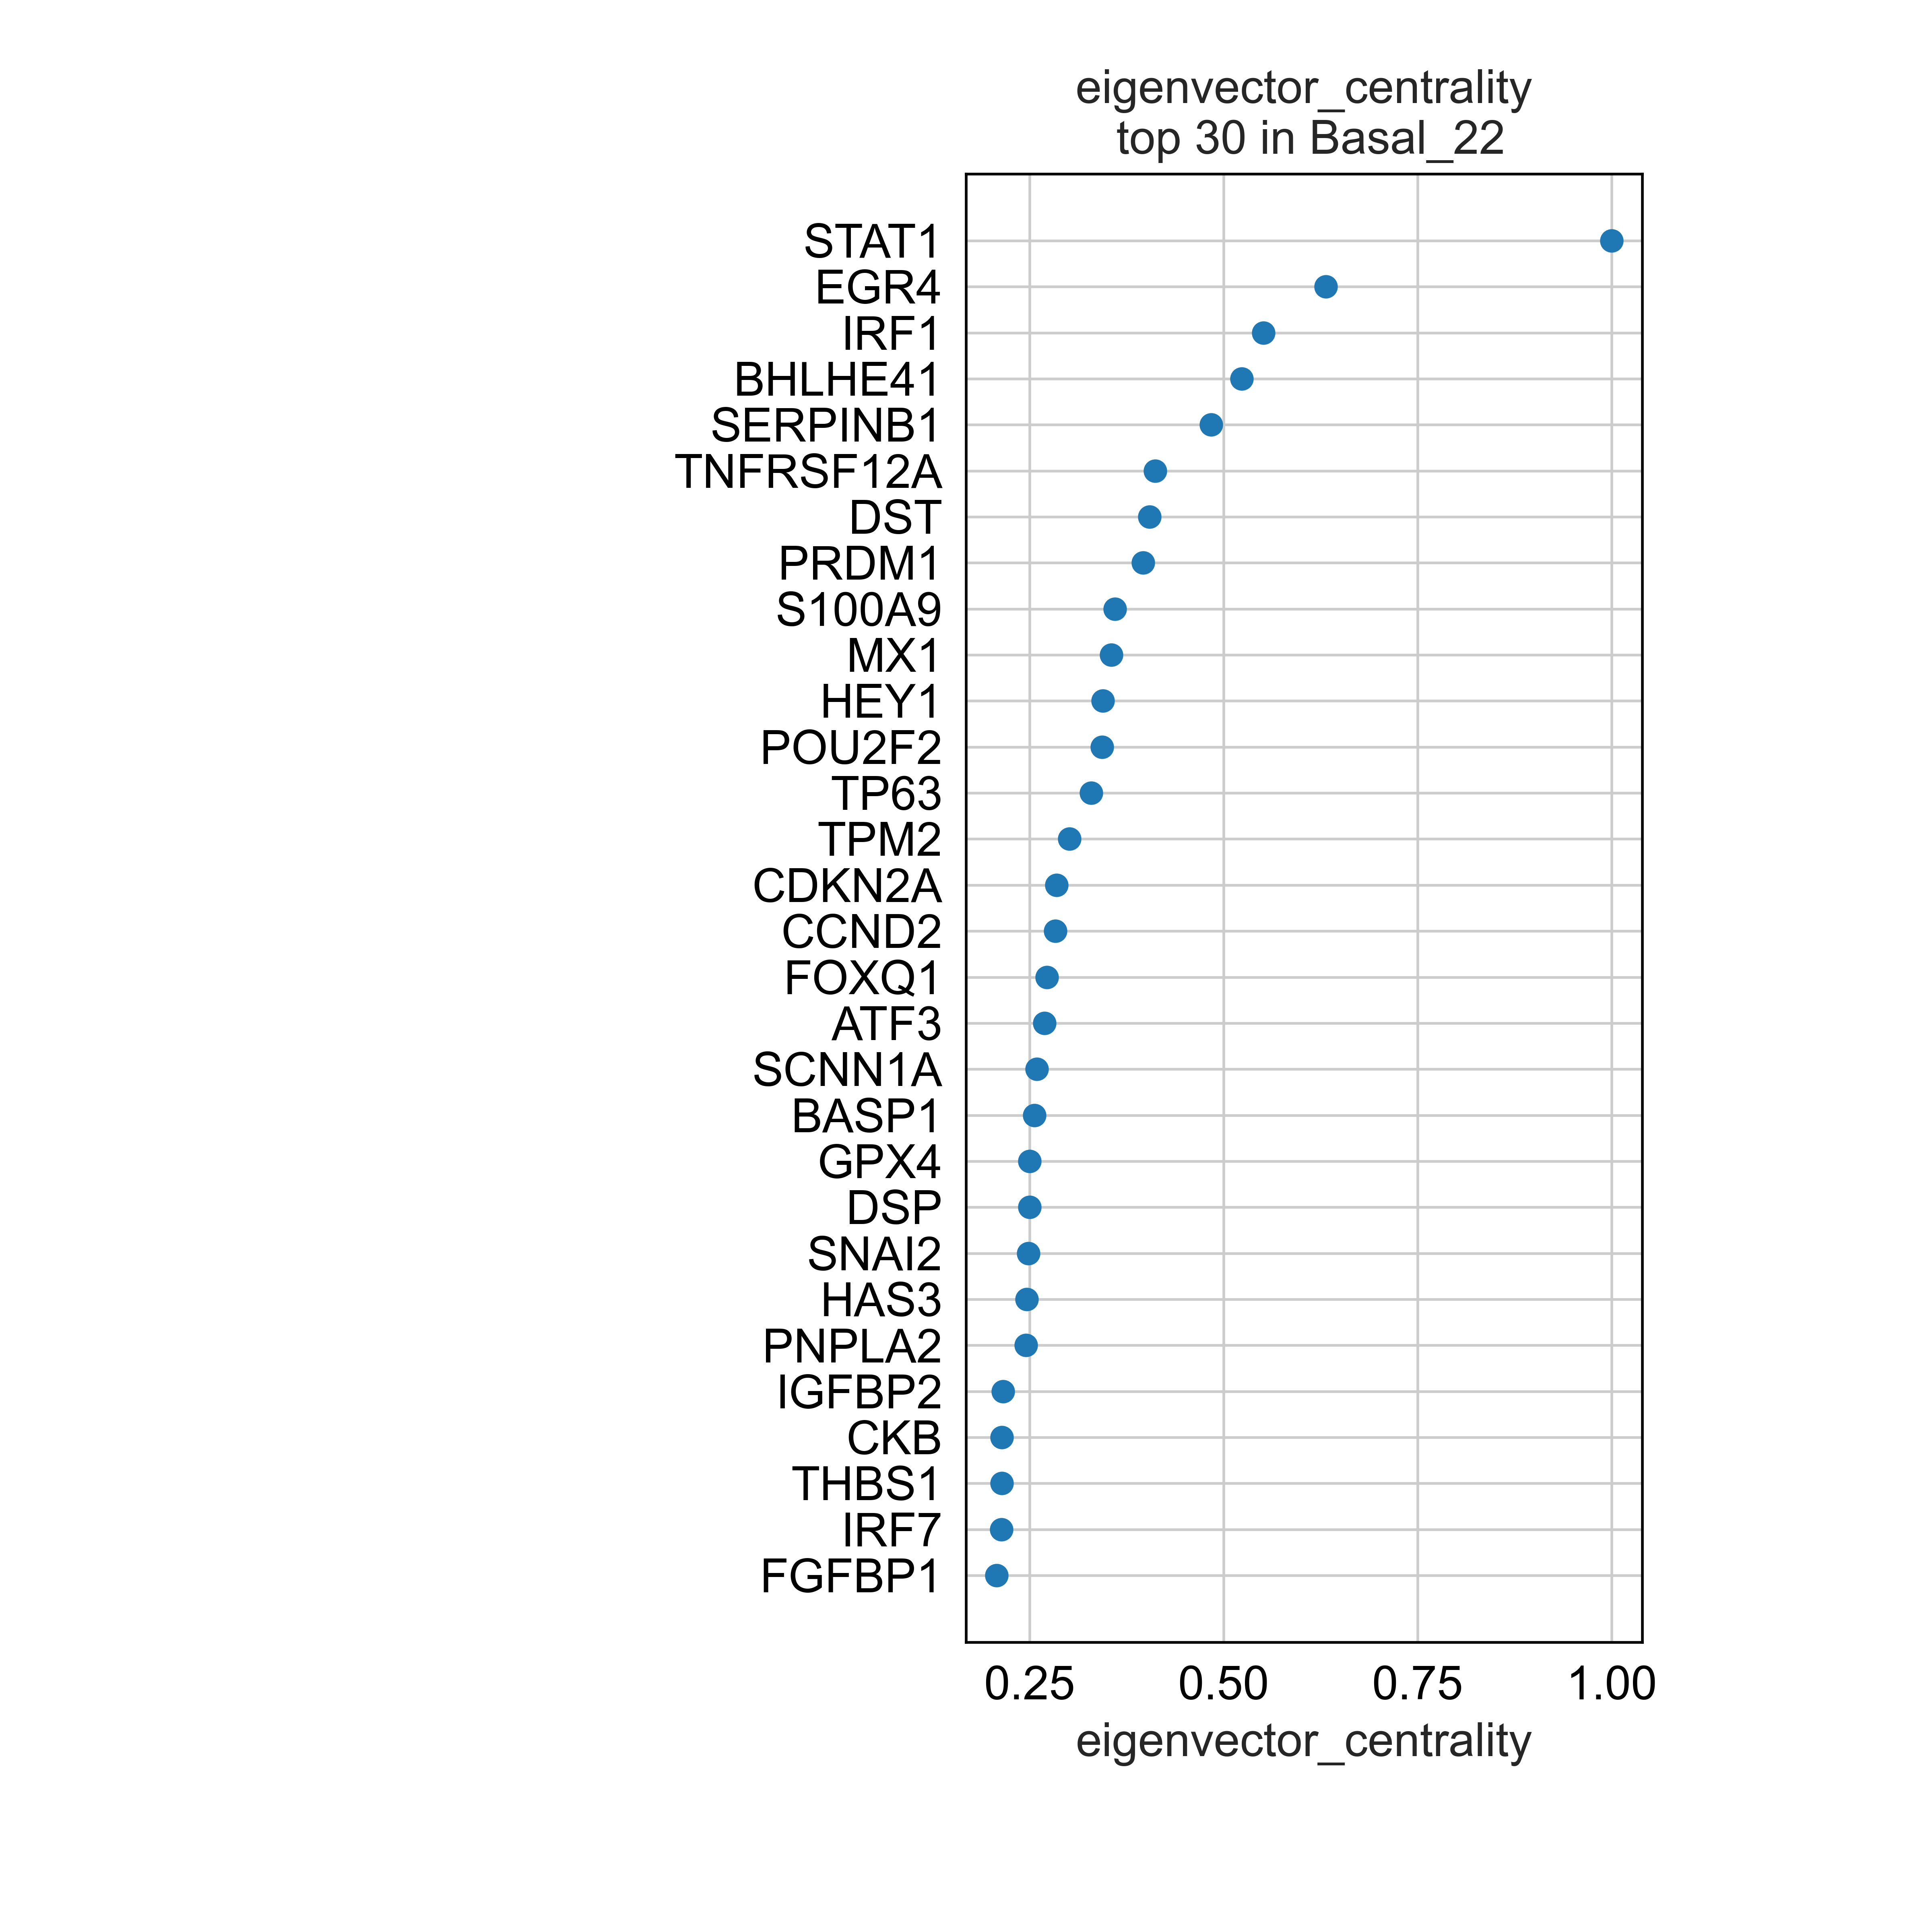 eigenvector_centrality
top 30 in Basal_22
STAT1
EGR4
IRF1
BHLHE41
SERPINB1
TNFRSF12A
DST
PRDM1
S100A9
MX1
HEY1
POU2F2
TP63
TPM2
CDKN2A
CCND2
FOXQ1
ATF3
SCNN1A
BASP1
GPX4
DSP
SNAI2
HAS3
PNPLA2
IGFBP2
CKB
THBS1
IRF7
FGFBP1
0.25 0.50 0.75 1.00
eigenvector_centrality